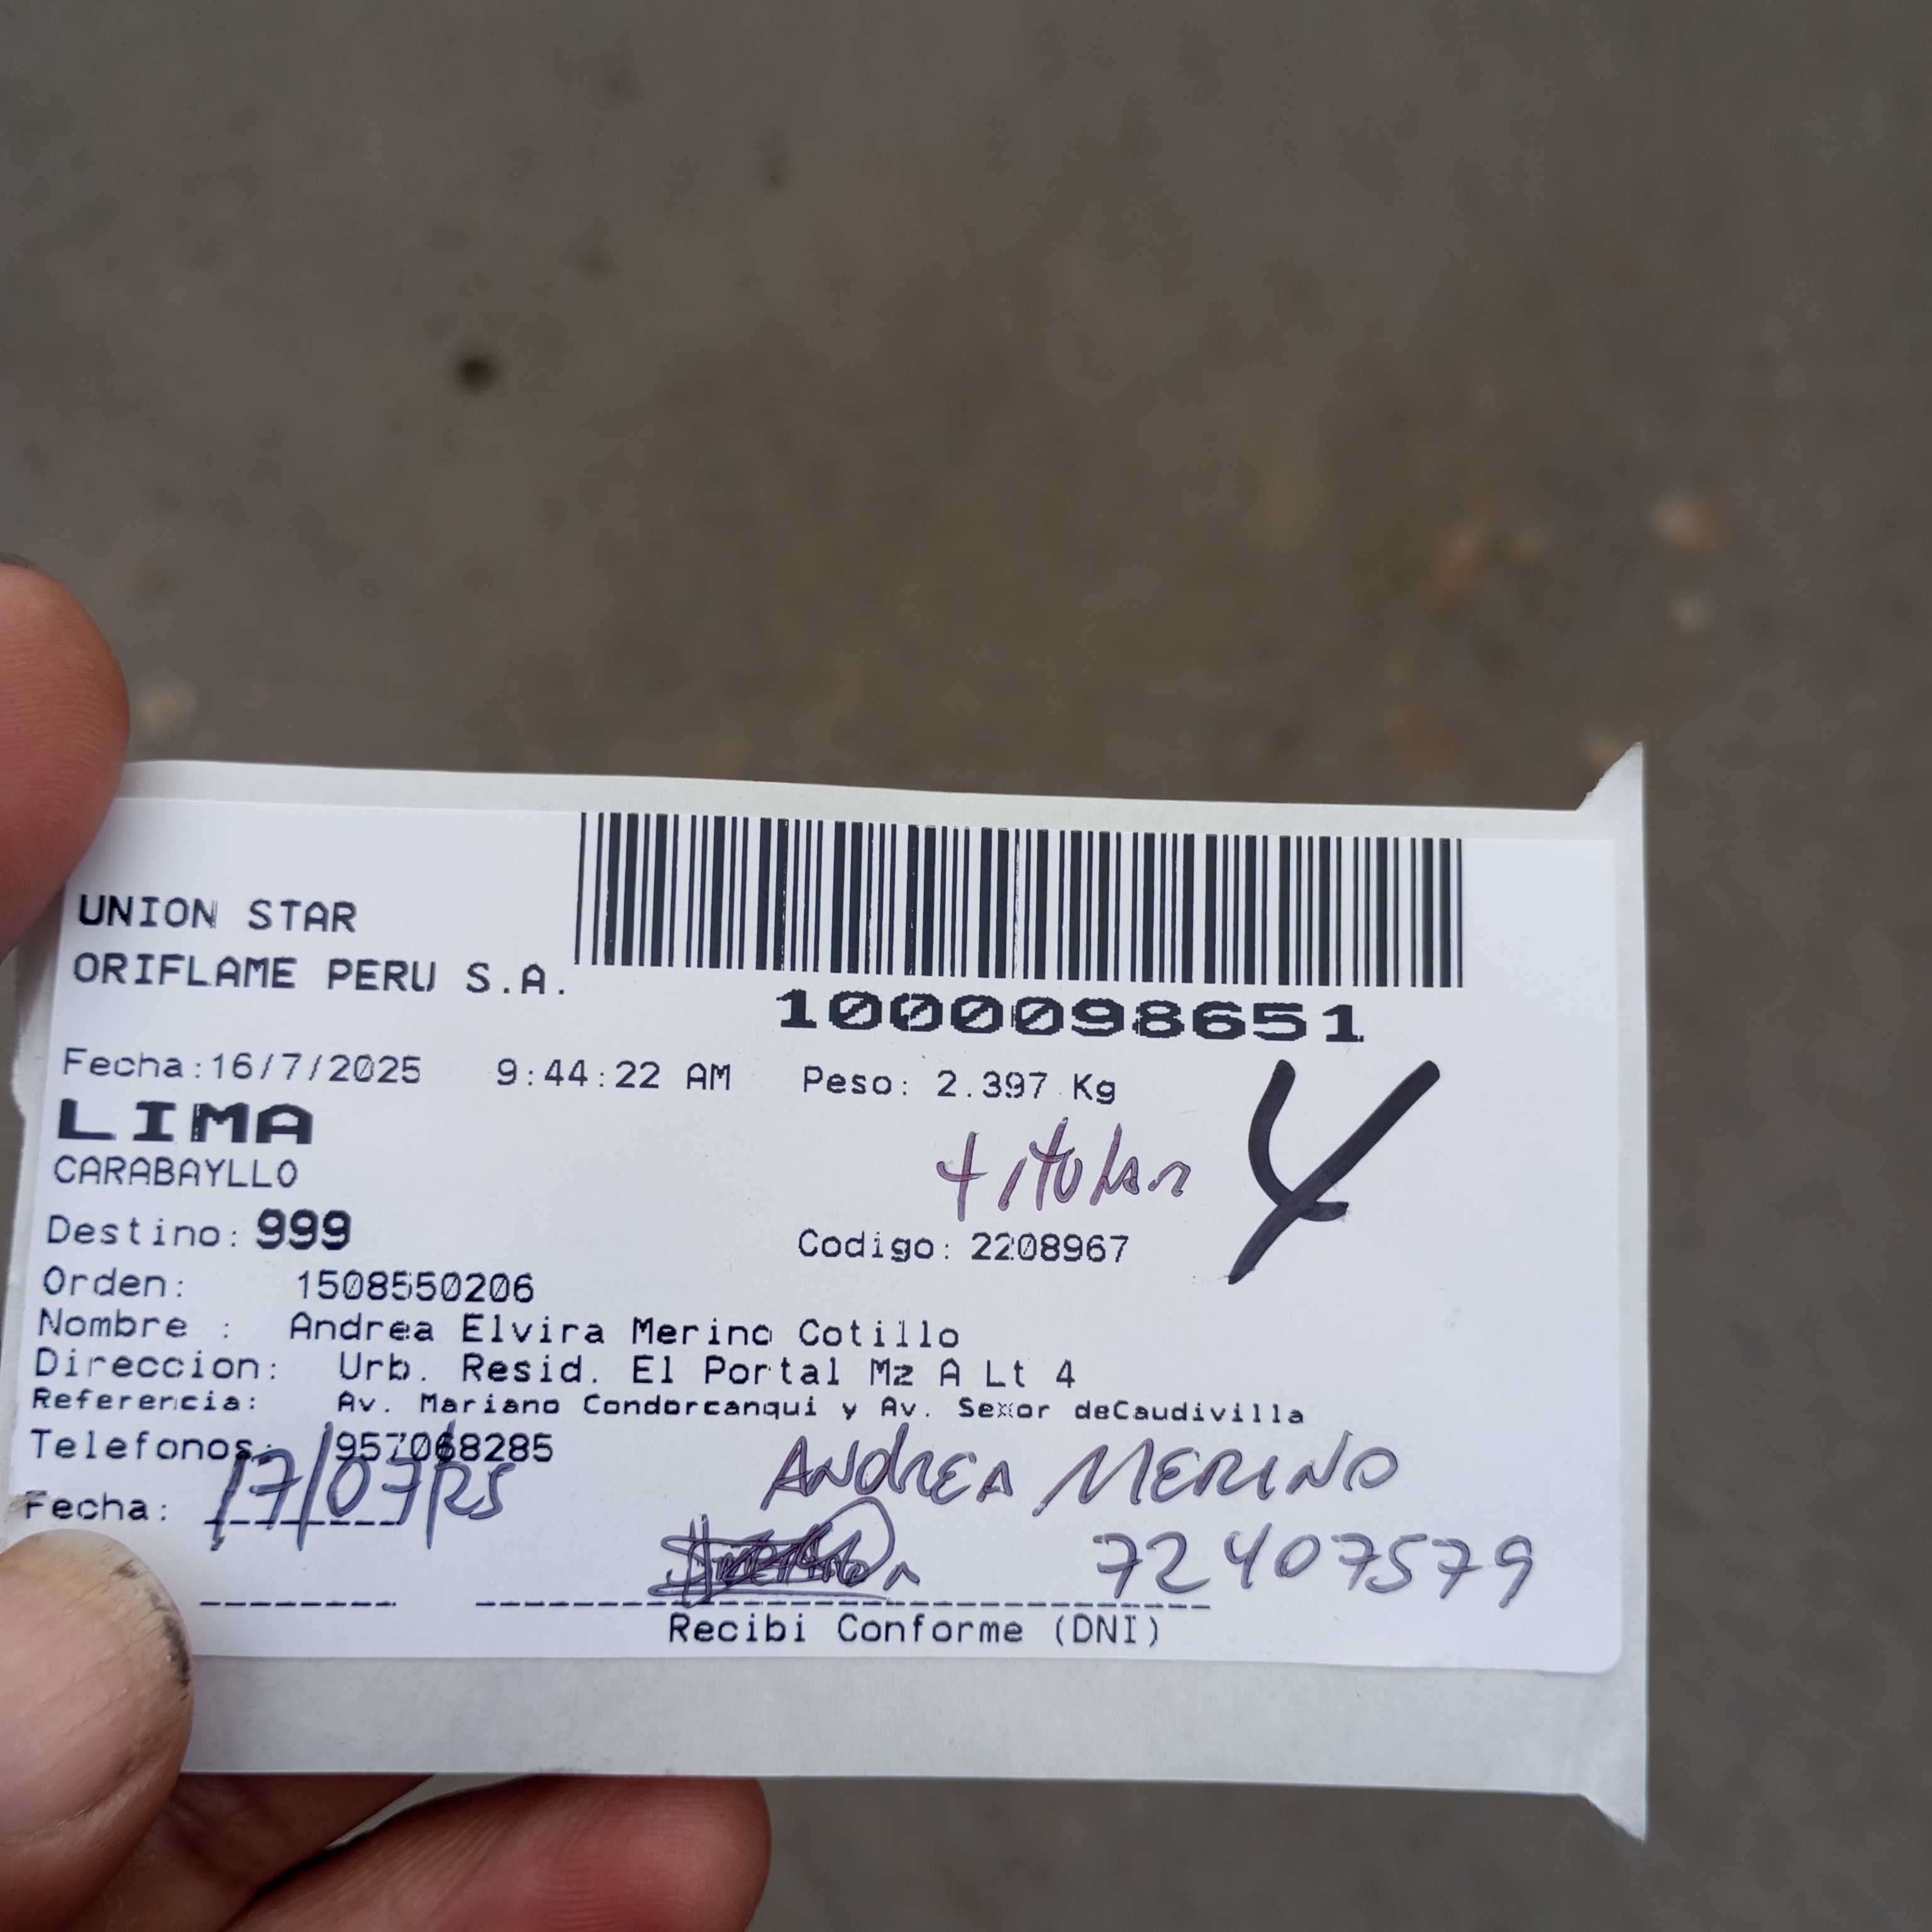 UNION STAR
ORIFLAME PERU S.A.
1000098651
Fecha:16/7/2025 9:44:22 AM Peso: 2.397 Kg
LIMA
titular
4
CARABAYLLO
Destino: 999
Codigo: 2208967
Orden: 1508550206
Nombre : Andrea Elvira Merino Cotillo
Direccion: Urb. Resid. El Portal Mz A Lt 4
Referencia: Av. Mariano Condorcanqui y Av. Sexor deCaudivilla
Telefonos: 957068285
ANDREA MERINO
Fecha: 17/07/25
72407579
Recibi Conforme (DNI)